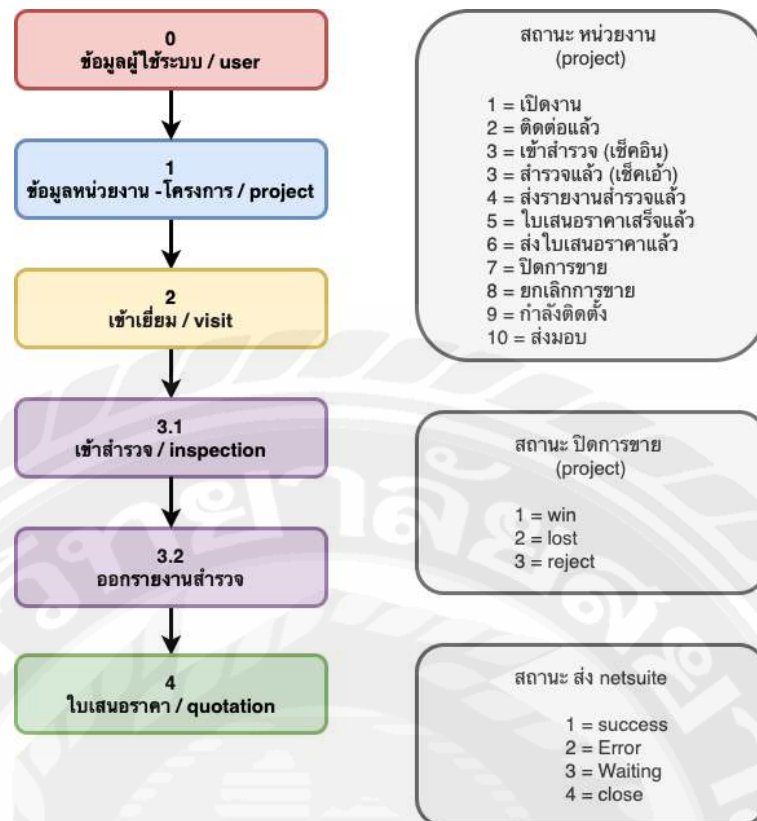 0
ข้อมูลผู้ใช้ระบบ / user
1
ข้อมูลหน่วยงาน -โครงการ / project
2
เข้าเยี่ยม / visit
3.1
เข้าสำรวจ / inspection
3.2
ออกรายงานสำรวจ
4
ใบเสนอราคา / quotation
สถานะ หน่วยงาน
(project)
1 = เปิดงาน
2 = ติดต่อแล้ว
3 = เข้าสำรวจ (เช็คอิน)
3 = สำรวจแล้ว (เช็คเอ้า)
4 = ส่งรายงานสำรวจแล้ว
5 = ใบเสนอราคาเสร็จแล้ว
6 = ส่งใบเสนอราคาแล้ว
7 = ปิดการขาย
8 = ยกเลิกการขาย
9 = กำลังติดตั้ง
10 = ส่งมอบ
สถานะ ปิดการขาย
(project)
1 = win
2 = lost
3 = reject
สถานะ ส่ง netsuite
1 = success
2 = Error
3 = Waiting
4 = close